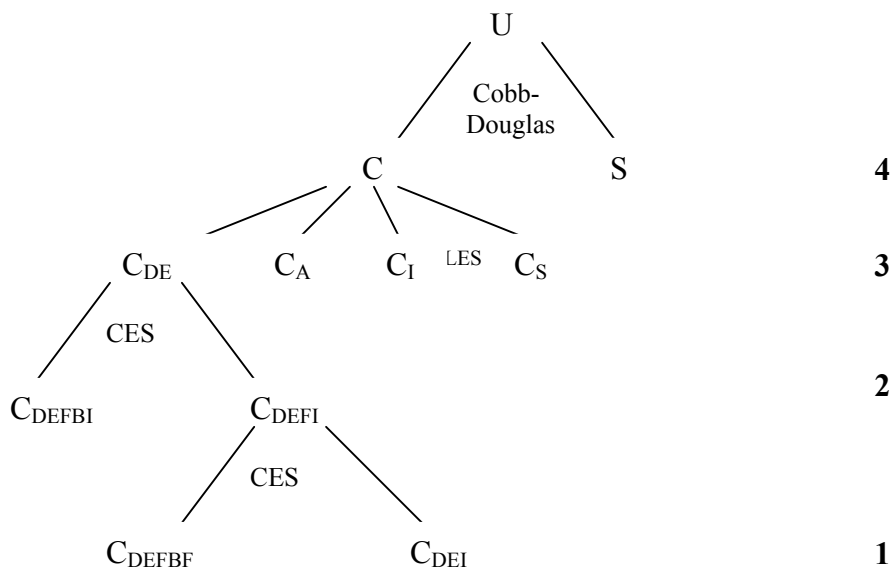 U
Cobb-
Douglas
C S 4
C_DE C_A C_I LES C_S 3
CES
2
C_DEFBI C_DEFI
CES
C_DEFBF C_DEI 1